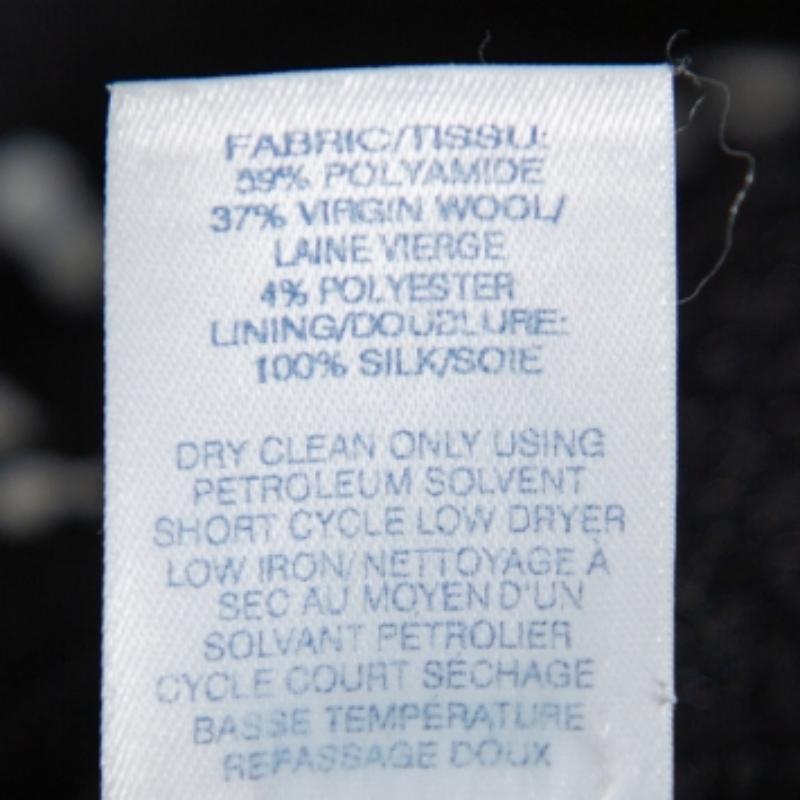 FABRIC/TISSU:
59% POLYAMIDE
37% VIRGIN WOOL/
LAINE VIERGE
4% POLYESTER
LINING/DOUBLURE:
100% SILK/SOIE
DRY CLEAN ONLY USING
PETROLEUM SOLVENT
SHORT CYCLE LOW DRYER
LOW IRON/NETTOYAGE À
SEC AU MOYEN D'UN
SOLVANT PÉTROLIER
CYCLE COURT SÉCHAGE
BASSE TEMPÉRATURE
REPASSAGE DOUX